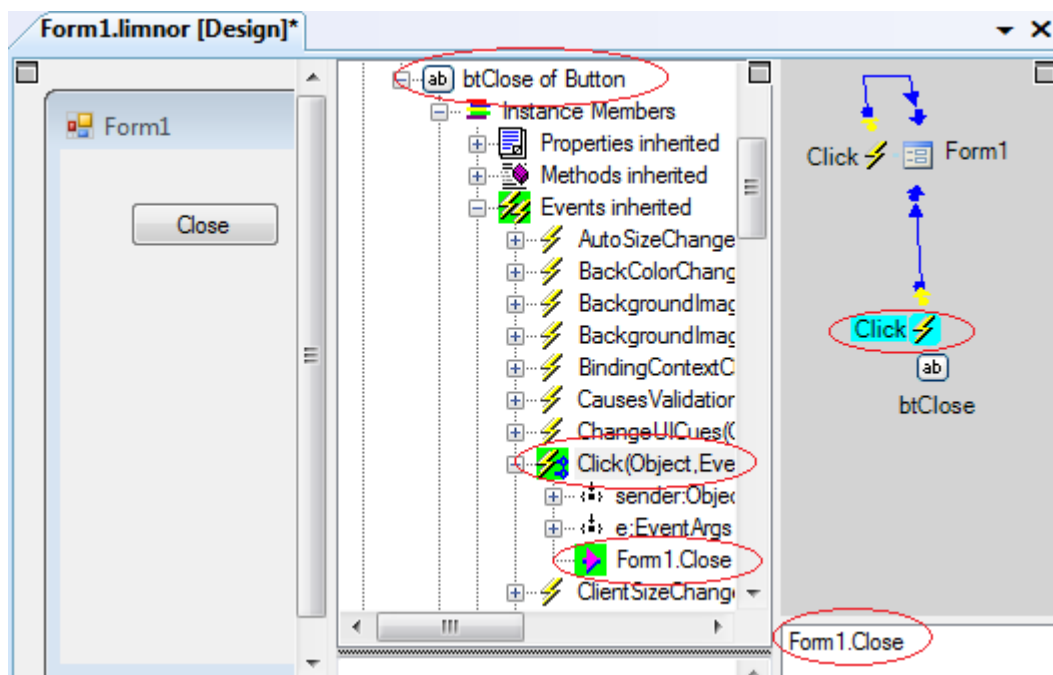 Form1.limnor [Design]*
Form1
Close
ab btClose of Button
Instance Members
Properties inherited
Methods inherited
Events inherited
AutoSizeChange
BackColorChang
BackgroundImag
BackgroundImag
BindingContextC
CausesValidation
ChangeUICues(C
Click(Object,Eve
sender:Objec
e:EventArgs
Form1.Close
ClientSizeChang
Click
Form1
Click
ab
btClose
Form1.Close